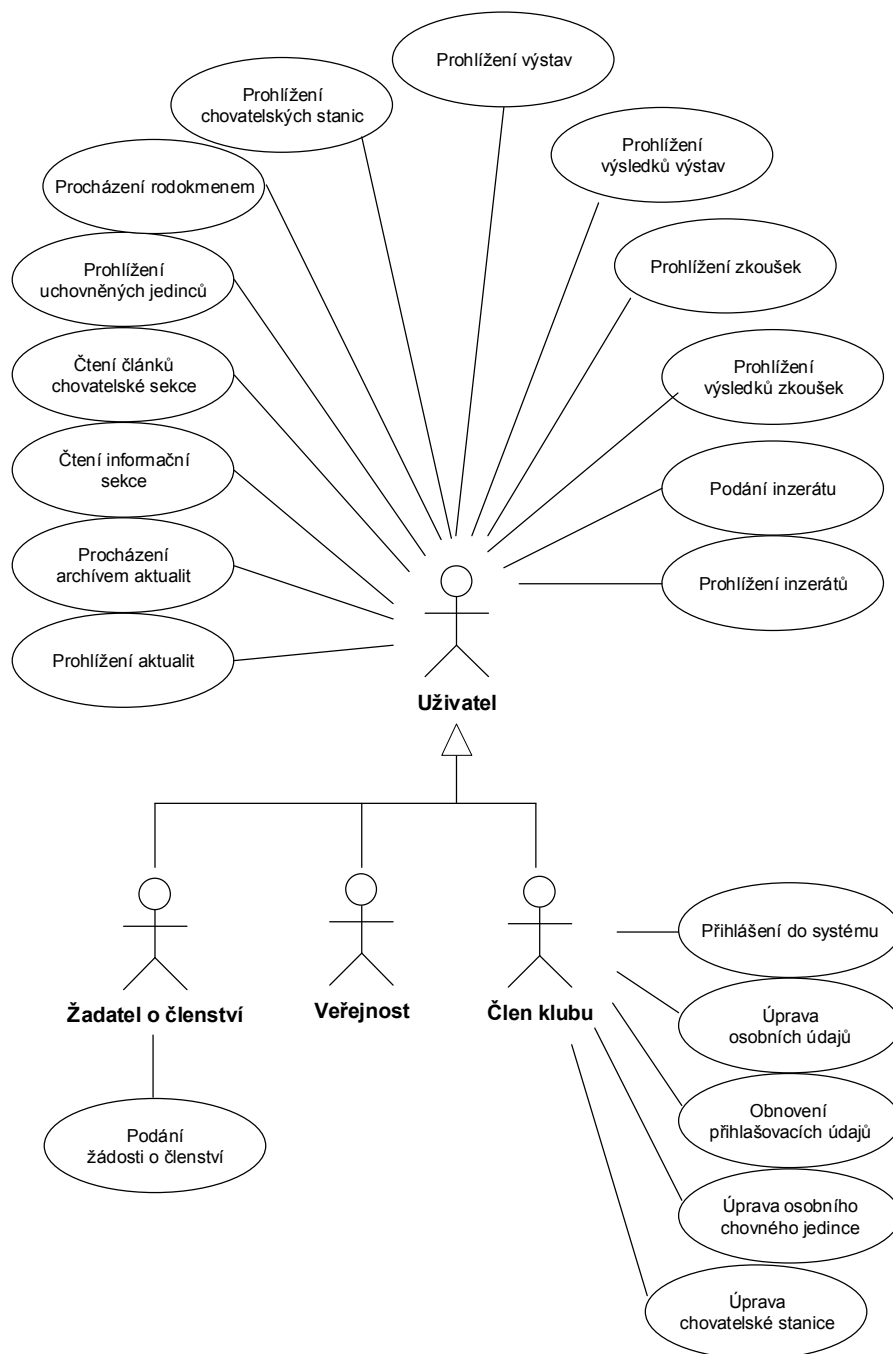 Prohlížení výstav
Prohlížení
chovatelských stanic
Prohlížení
výsledků výstav
Procházení rodokmenem
Prohlížení zkoušek
Prohlížení
uchovněných jedinců
Prohlížení
výsledků zkoušek
Čtení článků
chovatelské sekce
Čtení informační
sekce
Podání inzerátu
Procházení
archívem aktualit
Prohlížení inzerátů
Prohlížení aktualit
Uživatel
Žadatel o členství
Veřejnost
Člen klubu
Přihlášení do systému
Úprava
osobních údajů
Podání
žádosti o členství
Obnovení
přihlašovacích údajů
Úprava osobního
chovného jedince
Úprava
chovatelské stanice